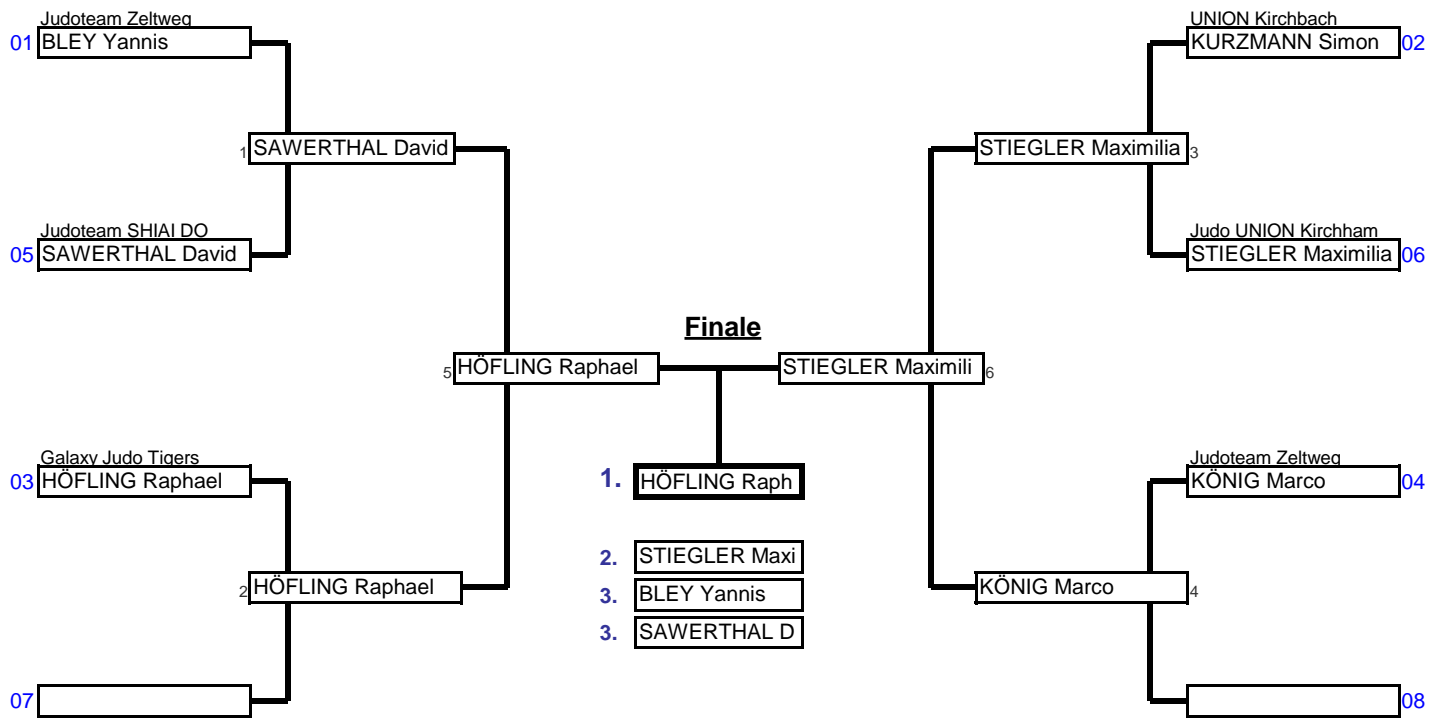 Judoteam Zeltweg
01 BLEY Yannis
UNION Kirchbach
KURZMANN Simon 02
1 SAWERTHAL David
STIEGLER Maximilia 3
Judoteam SHIAI DO
05 SAWERTHAL David
Judo UNION Kirchham
STIEGLER Maximilia 06
Finale
5 HÖFLING Raphael
STIEGLER Maximili 6
Galaxy Judo Tigers
03 HÖFLING Raphael
1. HÖFLING Raph
Judoteam Zeltweg
KÖNIG Marco 04
2. STIEGLER Maxi
2 HÖFLING Raphael
3. BLEY Yannis
KÖNIG Marco 4
3. SAWERTHAL D
07
08